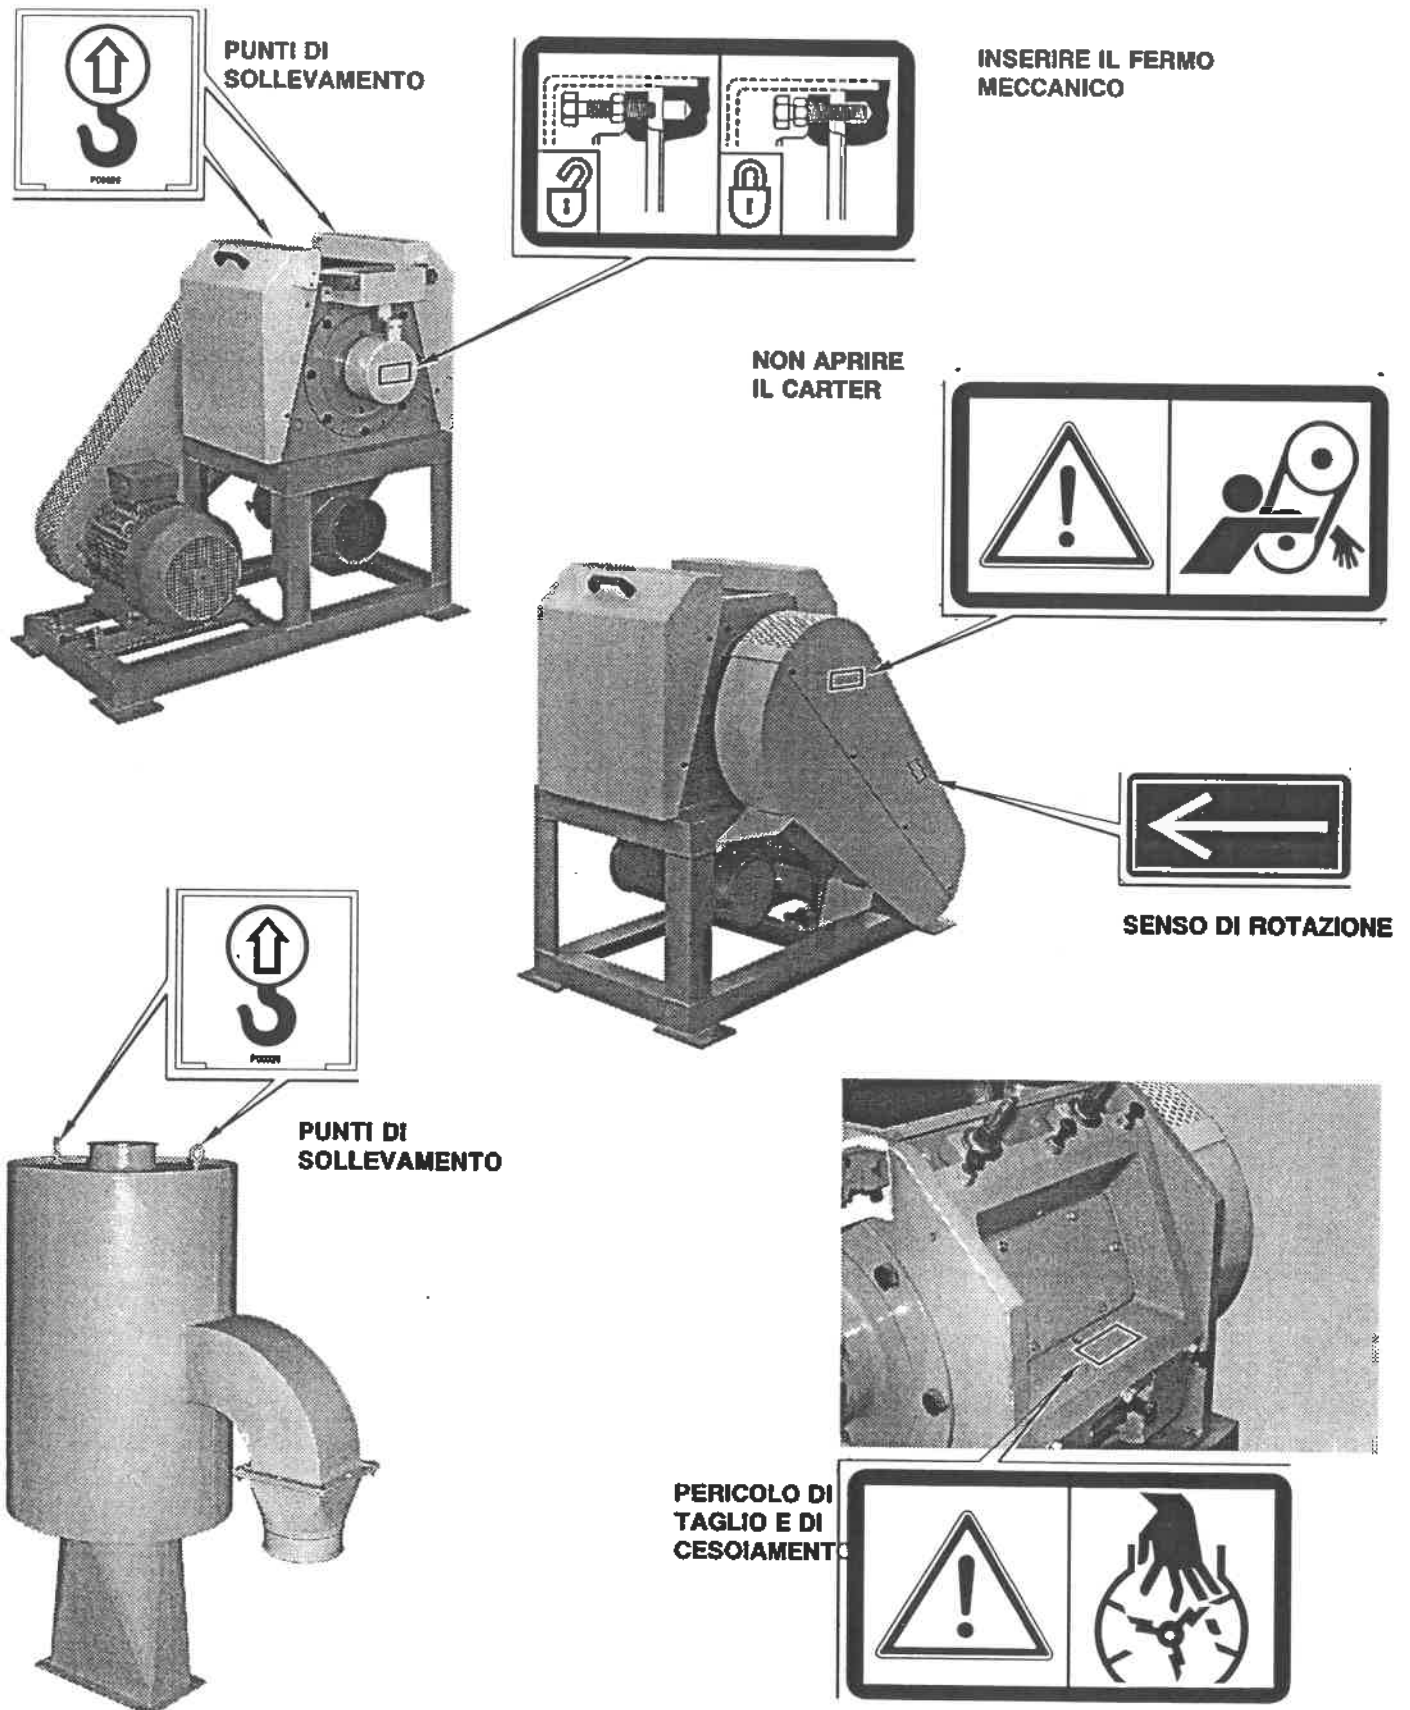 PUNTI DI
SOLLEVAMENTO
INSERIRE IL FERMO
MECCANICO
NON APRIRE
IL CARTER
SENSO DI ROTAZIONE
PUNTI DI
SOLLEVAMENTO
PERICOLO DI
TAGLIO E DI
CESOIAMENTO